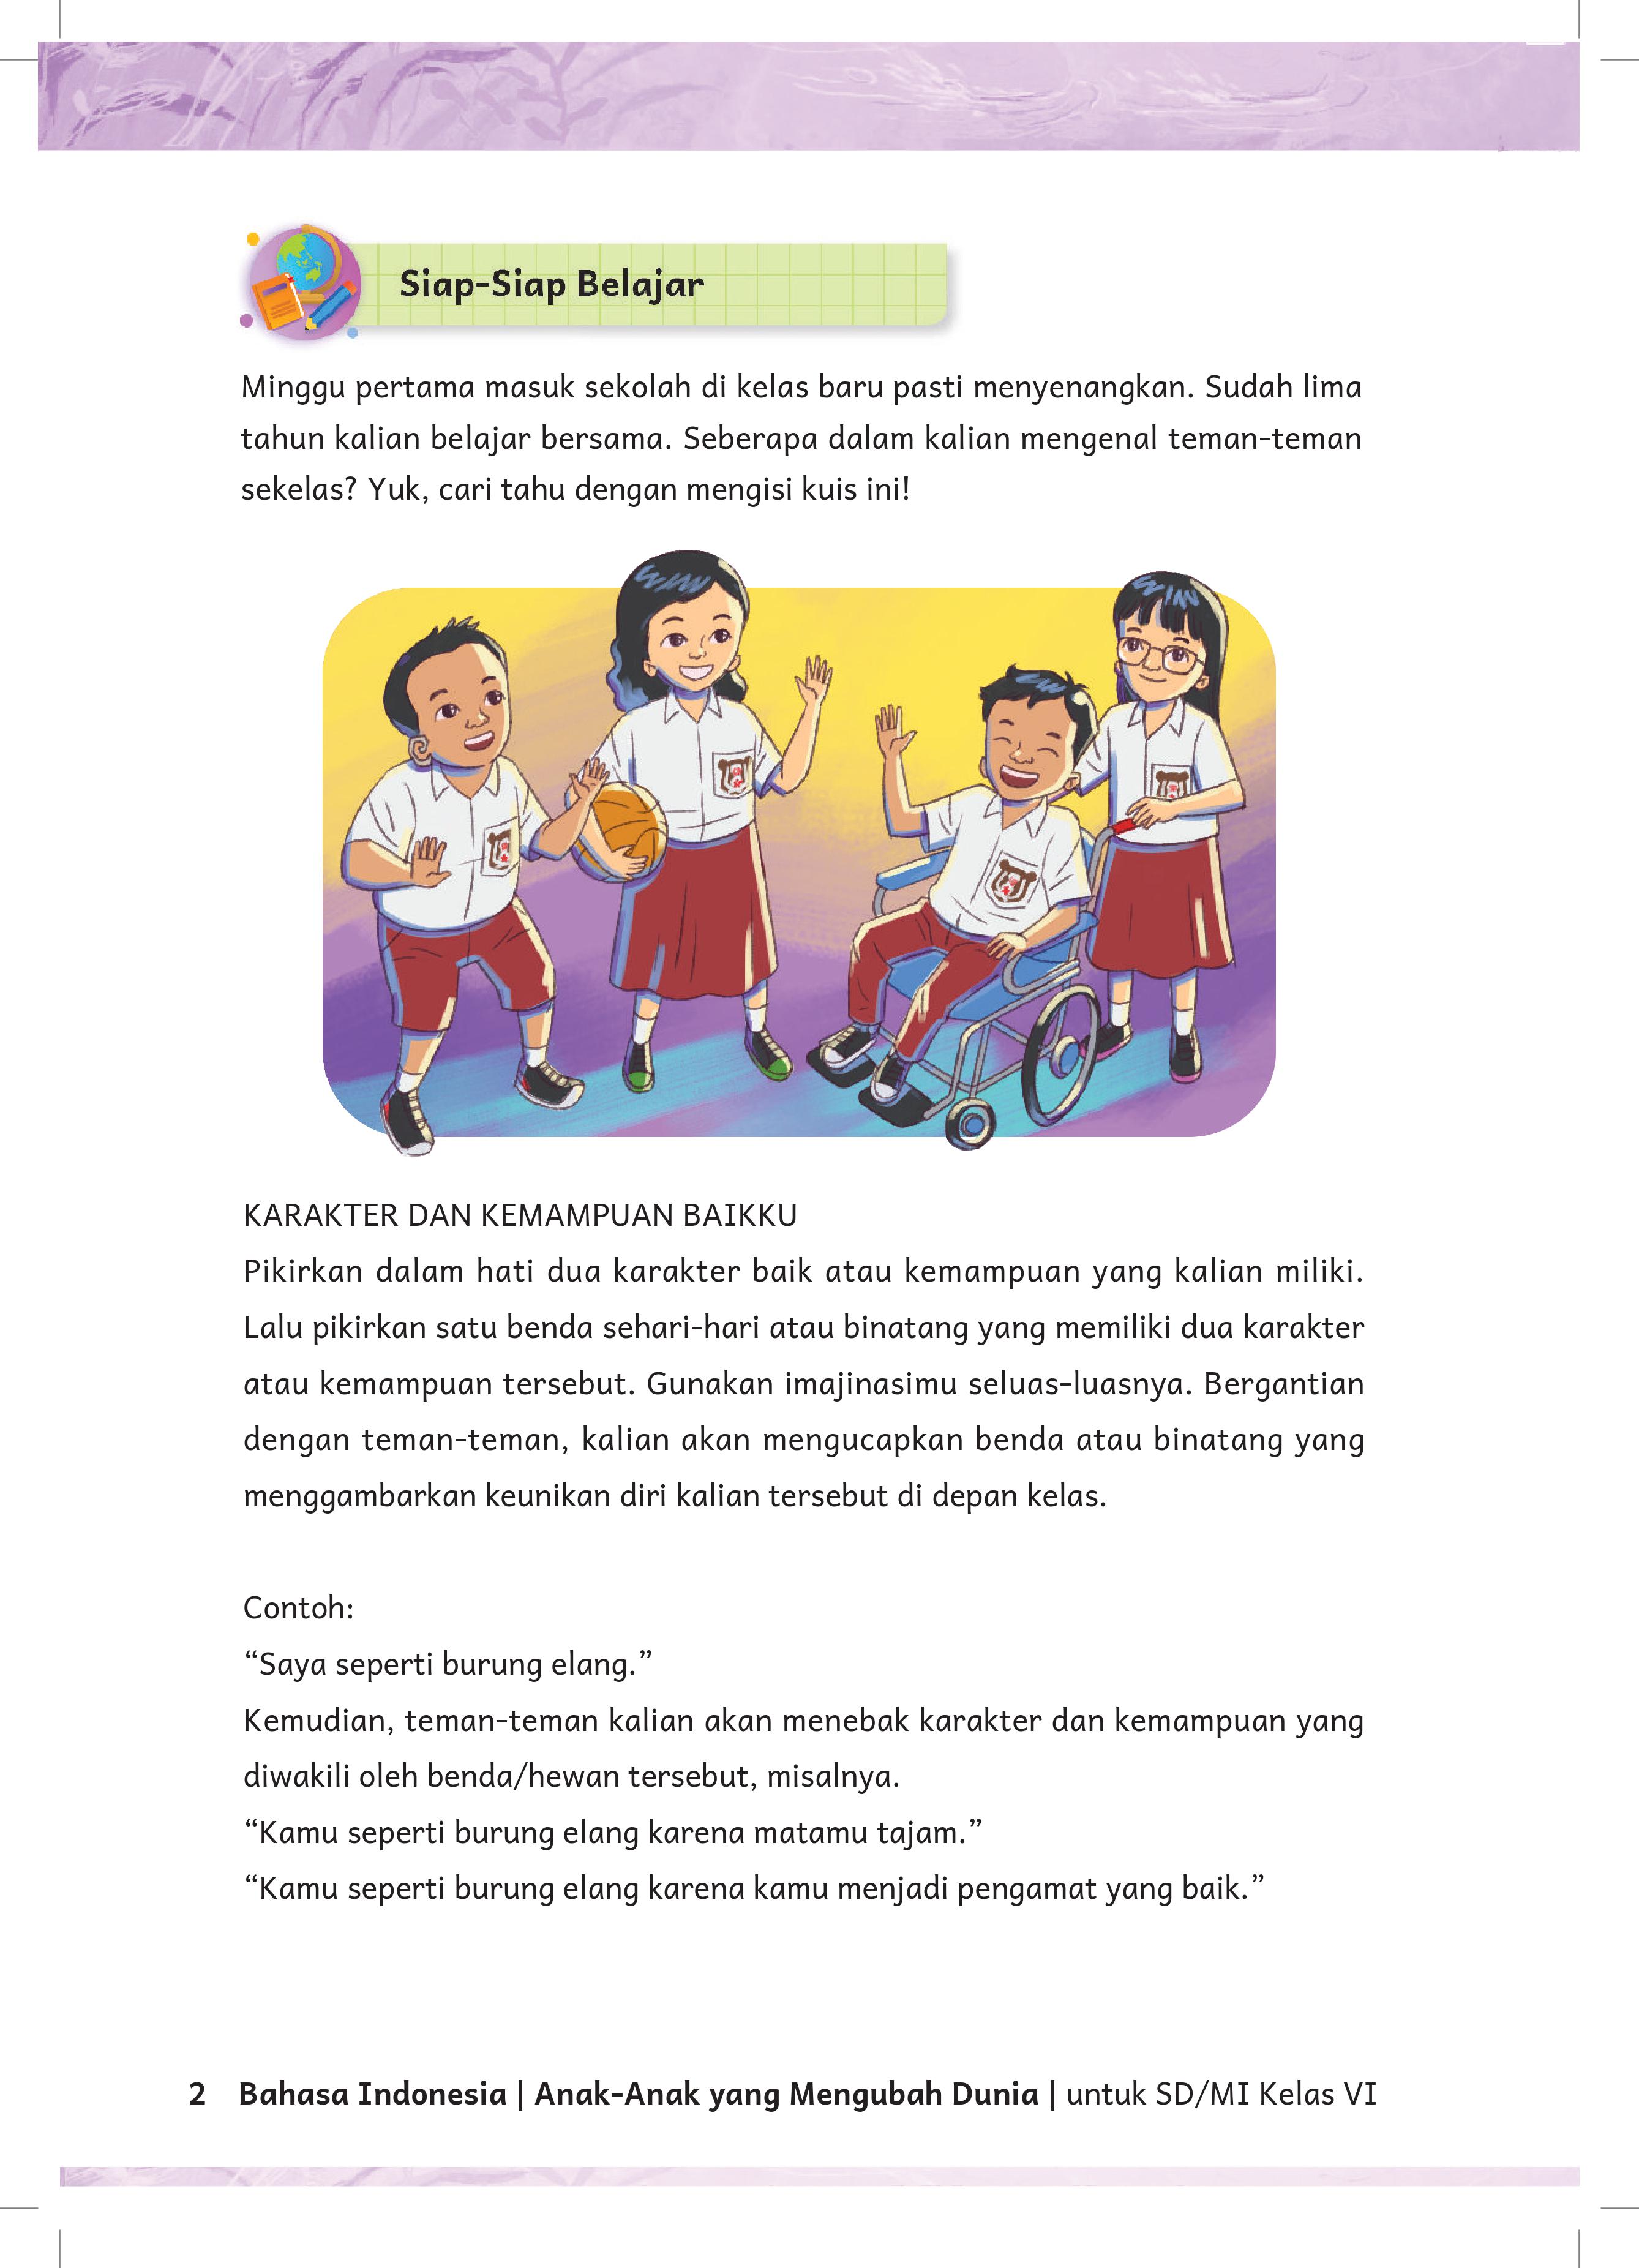 Siap-Siap Belajar
Minggu pertama masuk sekolah di kelas baru pasti menyenangkan. Sudah lima
tahun kalian belajar bersama. Seberapa dalam kalian mengenal teman-teman
sekelas? Yuk, cari tahu dengan mengisi kuis ini!
KARAKTER DAN KEMAMPUAN BAIKKU
Pikirkan dalam hati dua karakter baik atau kemampuan yang kalian miliki.
Lalu pikirkan satu benda sehari-hari atau binatang yang memiliki dua karakter
atau kemampuan tersebut. Gunakan imajinasimu seluas-luasnya. Bergantian
dengan teman-teman, kalian akan mengucapkan benda atau binatang yang
menggambarkan keunikan diri kalian tersebut di depan kelas.
Contoh:
“Saya seperti burung elang.”
Kemudian, teman-teman kalian akan menebak karakter dan kemampuan yang
diwakili oleh benda/hewan tersebut, misalnya.
“Kamu seperti burung elang karena matamu tajam.”
“Kamu seperti burung elang karena kamu menjadi pengamat yang baik.”
2 Bahasa Indonesia | Anak-Anak yang Mengubah Dunia | untuk SD/MI Kelas VI